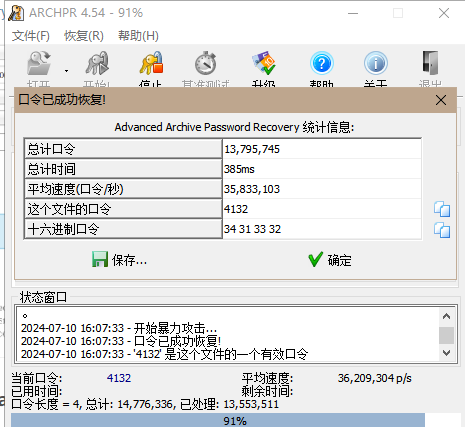 ARCHPR 4.54 - 91%
文件(F) 恢复(R) 帮助(H)
打开 开始! 停止 基准测试 升级 帮助 关于 退出
口令已成功恢复!
Advanced Archive Password Recovery 统计信息:
总计口令 13,795,745
总计时间 385ms
平均速度(口令/秒) 35,833,103
这个文件的口令 4132
十六进制口令 34 31 33 32
保存... 确定
状态窗口
。
2024-07-10 16:07:33 - 开始暴力攻击...
2024-07-10 16:07:33 - 口令已成功恢复!
2024-07-10 16:07:33 - '4132' 是这个文件的一个有效口令
当前口令: 4132 平均速度: 36,209,304 p/s
已用时间: 剩余时间:
口令长度 = 4, 总计: 14,776,336, 已处理: 13,553,511
91%